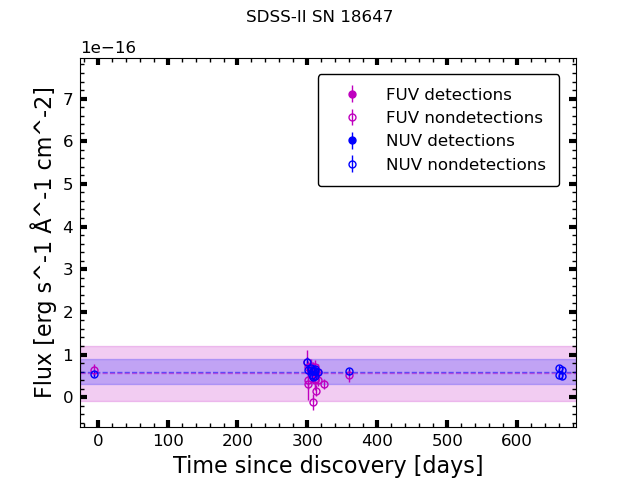 SDSS-II SN 18647
1e−16
7
6
5
4
3
2
1
0
Flux [erg s^-1 Å^-1 cm^-2]
FUV detections
FUV nondetections
NUV detections
NUV nondetections
0 100 200 300 400 500 600
Time since discovery [days]